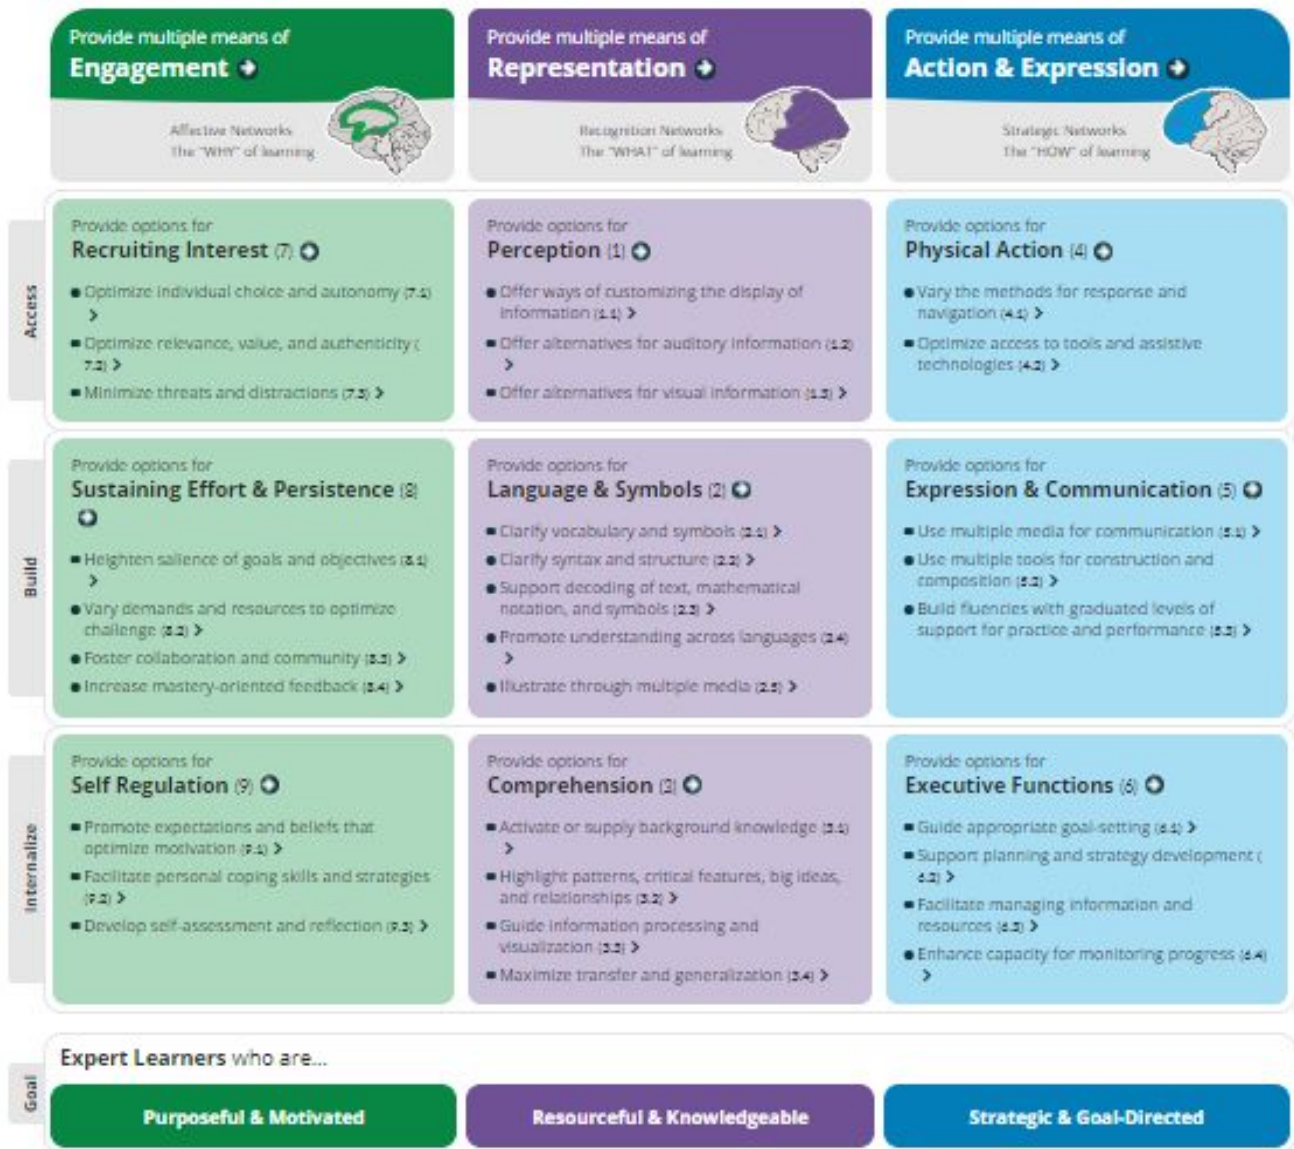 Provide multiple means of
Engagement
Affective Networks
The "WHY" of learning
Provide multiple means of
Representation
Recognition Networks
The "WHAT" of learning
Provide multiple means of
Action & Expression
Strategic Networks
The "HOW" of learning
Access
Provide options for
Recruiting Interest (7)
Optimize individual choice and autonomy (7.1)
Optimize relevance, value, and authenticity (
7.2)
Minimize threats and distractions (7.3)
Provide options for
Perception (1)
Offer ways of customizing the display of
information (1.1)
Offer alternatives for auditory information (1.2)
Offer alternatives for visual information (1.3)
Provide options for
Physical Action (4)
Vary the methods for response and
navigation (4.1)
Optimize access to tools and assistive
technologies (4.2)
Build
Provide options for
Sustaining Effort & Persistence (8)
Heighten salience of goals and objectives (8.1)
Vary demands and resources to optimize
challenge (8.2)
Foster collaboration and community (8.3)
Increase mastery-oriented feedback (8.4)
Provide options for
Language & Symbols (2)
Clarify vocabulary and symbols (2.1)
Clarify syntax and structure (2.2)
Support decoding of text, mathematical
notation, and symbols (2.3)
Promote understanding across languages (2.4)
Illustrate through multiple media (2.5)
Provide options for
Expression & Communication (5)
Use multiple media for communication (5.1)
Use multiple tools for construction and
composition (5.2)
Build fluencies with graduated levels of
support for practice and performance (5.3)
Internalize
Provide options for
Self Regulation (9)
Promote expectations and beliefs that
optimize motivation (9.1)
Facilitate personal coping skills and strategies
(9.2)
Develop self-assessment and reflection (9.3)
Provide options for
Comprehension (3)
Activate or supply background knowledge (3.1)
Highlight patterns, critical features, big ideas,
and relationships (3.2)
Guide information processing and
visualization (3.3)
Maximize transfer and generalization (3.4)
Provide options for
Executive Functions (6)
Guide appropriate goal-setting (6.1)
Support planning and strategy development (
6.2)
Facilitate managing information and
resources (6.3)
Enhance capacity for monitoring progress (6.4)
Goal
Expert Learners who are...
Purposeful & Motivated
Resourceful & Knowledgeable
Strategic & Goal-Directed